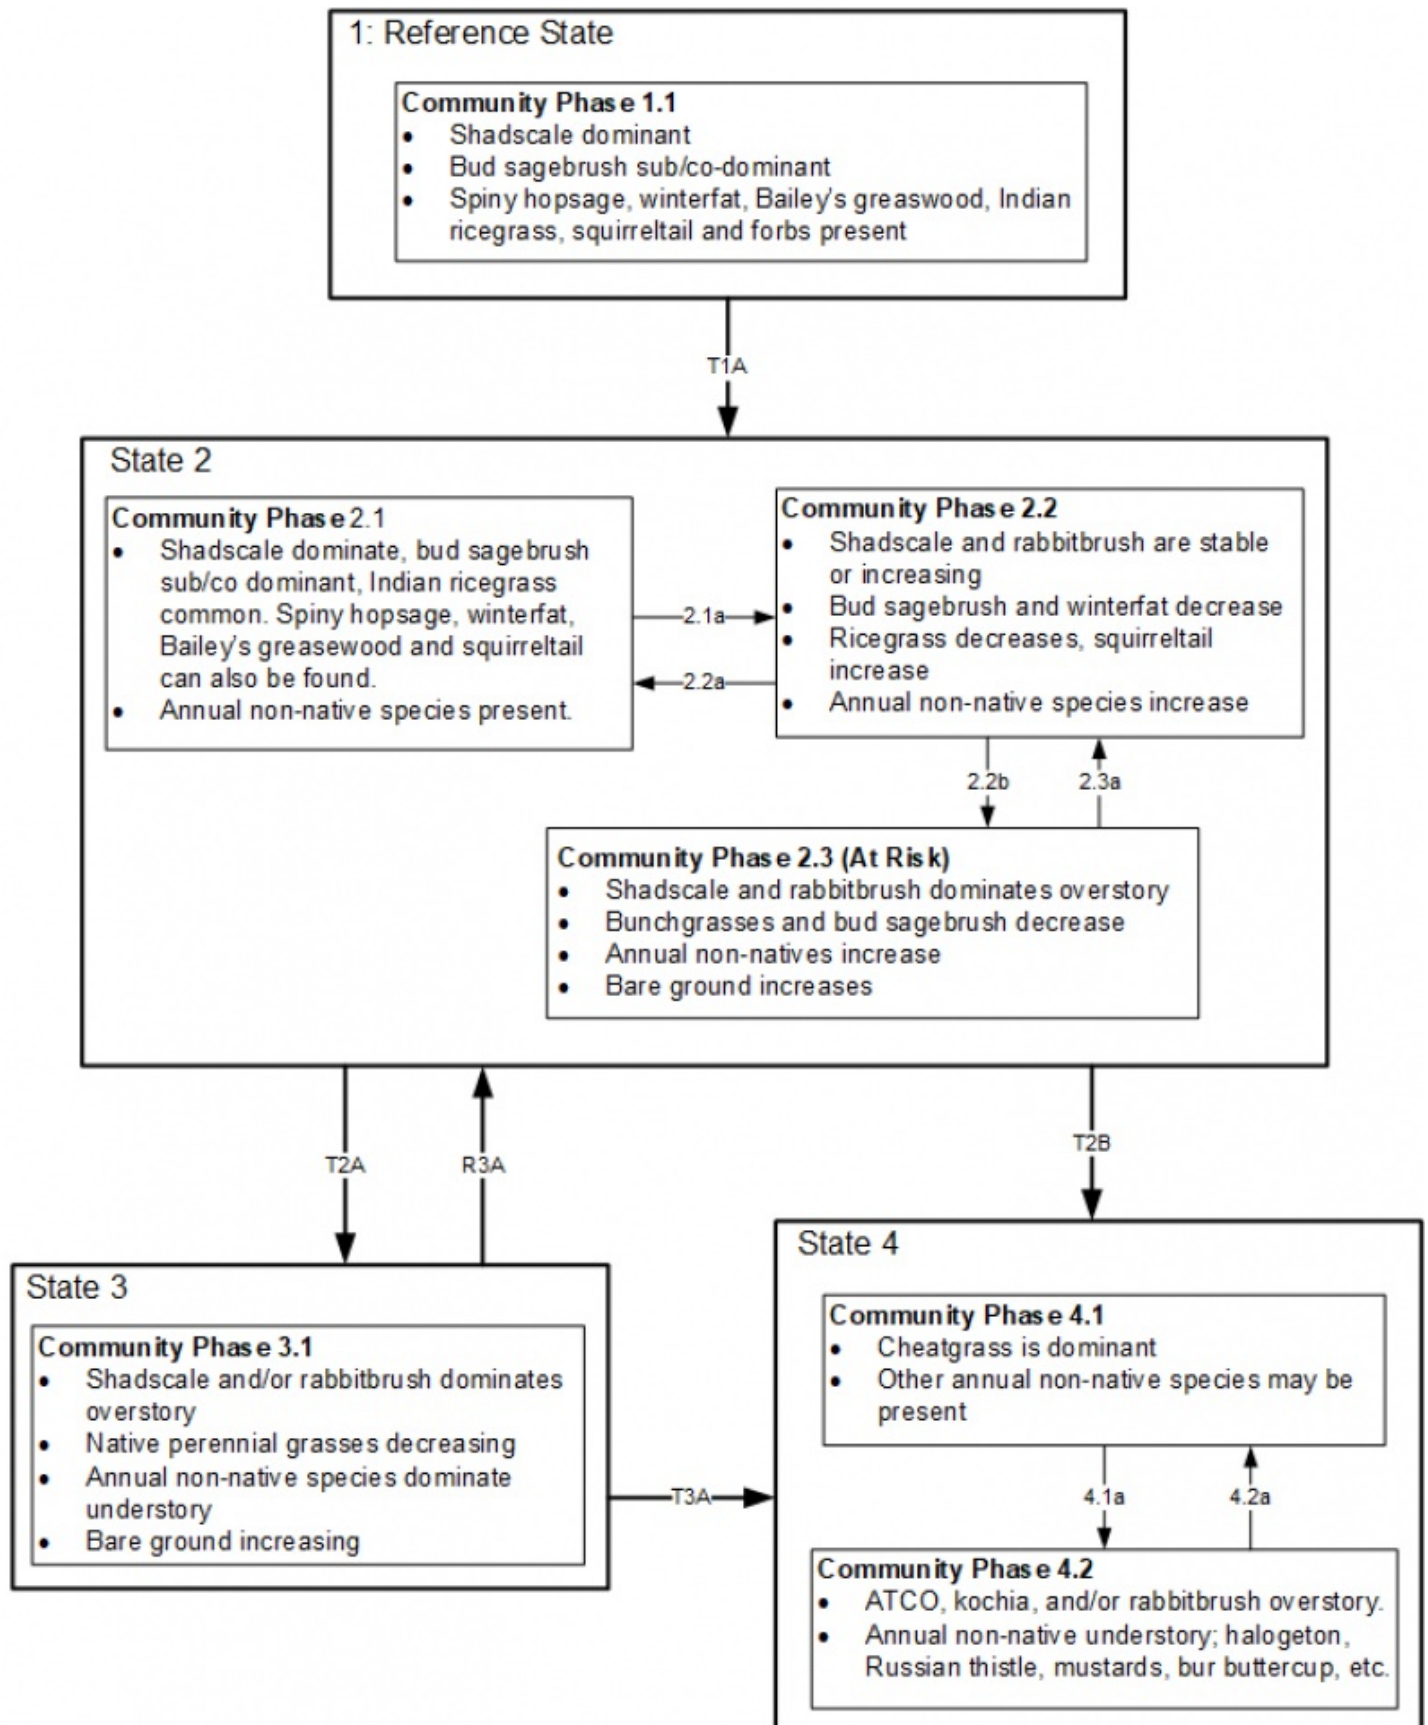 1: Reference State
Community Phase 1.1
• Shadscale dominant
• Bud sagebrush sub/co-dominant
• Spiny hopsage, winterfat, Bailey's greaswood, Indian
ricegrass, squirreltail and forbs present
T1A
State 2
Community Phase 2.1
• Shadscale dominate, bud sagebrush
sub/co dominant, Indian ricegrass
common. Spiny hopsage, winterfat,
Bailey's greasewood and squirreltail
can also be found.
• Annual non-native species present.
2.1a
2.2a
Community Phase 2.2
• Shadscale and rabbitbrush are stable
or increasing
• Bud sagebrush and winterfat decrease
• Ricegrass decreases, squirreltail
increase
• Annual non-native species increase
2.2b
2.3a
Community Phase 2.3 (At Risk)
• Shadscale and rabbitbrush dominates overstory
• Bunchgrasses and bud sagebrush decrease
• Annual non-natives increase
• Bare ground increases
T2A
R3A
T2B
State 3
Community Phase 3.1
• Shadscale and/or rabbitbrush dominates
overstory
• Native perennial grasses decreasing
• Annual non-native species dominate
understory
• Bare ground increasing
T3A
State 4
Community Phase 4.1
• Cheatgrass is dominant
• Other annual non-native species may be
present
4.1a
4.2a
Community Phase 4.2
• ATCO, kochia, and/or rabbitbrush overstory.
• Annual non-native understory; halogeton,
Russian thistle, mustards, bur buttercup, etc.